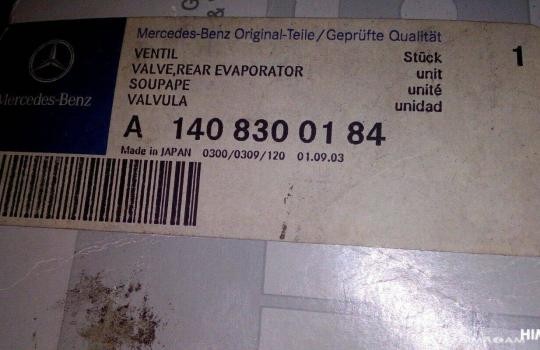 Mercedes-Benz Original-Teile/Geprüfte Qualität
VENTIL Stück 1
VALVE,REAR EVAPORATOR unit
SOUPAPE unité
VALVULA unidad
Mercedes-Benz
A 140 830 01 84
Made in JAPAN 0300/0309/120 01.09.03